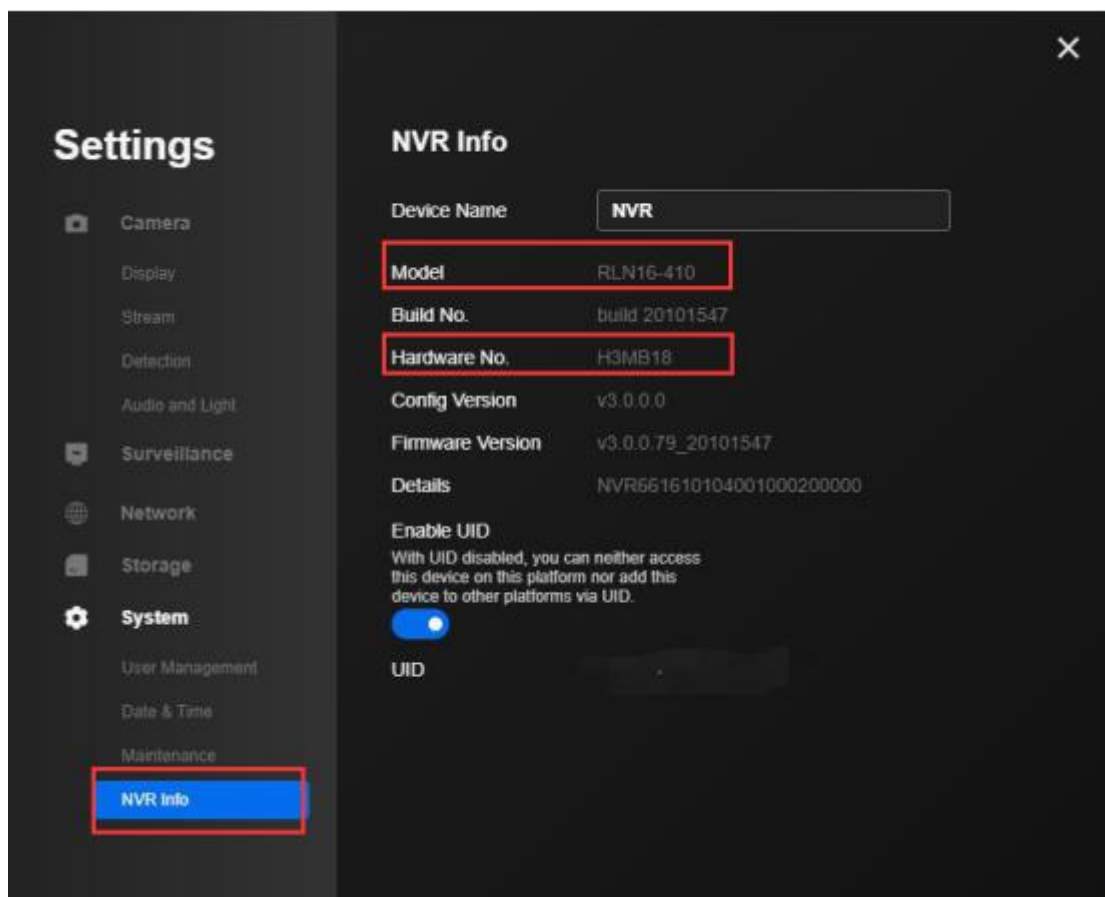 Settings
Camera
Display
Stream
Detection
Audio and Light
Surveillance
Network
Storage
System
User Management
Date & Time
Maintenance
NVR Info
NVR Info
Device Name NVR
Model RLN16-410
Build No. build 20101547
Hardware No. H3MB18
Config Version v3.0.0.0
Firmware Version v3.0.0.79_20101547
Details NVR661610104001000200000
Enable UID
With UID disabled, you can neither access
this device on this platform nor add this
device to other platforms via UID.
UID